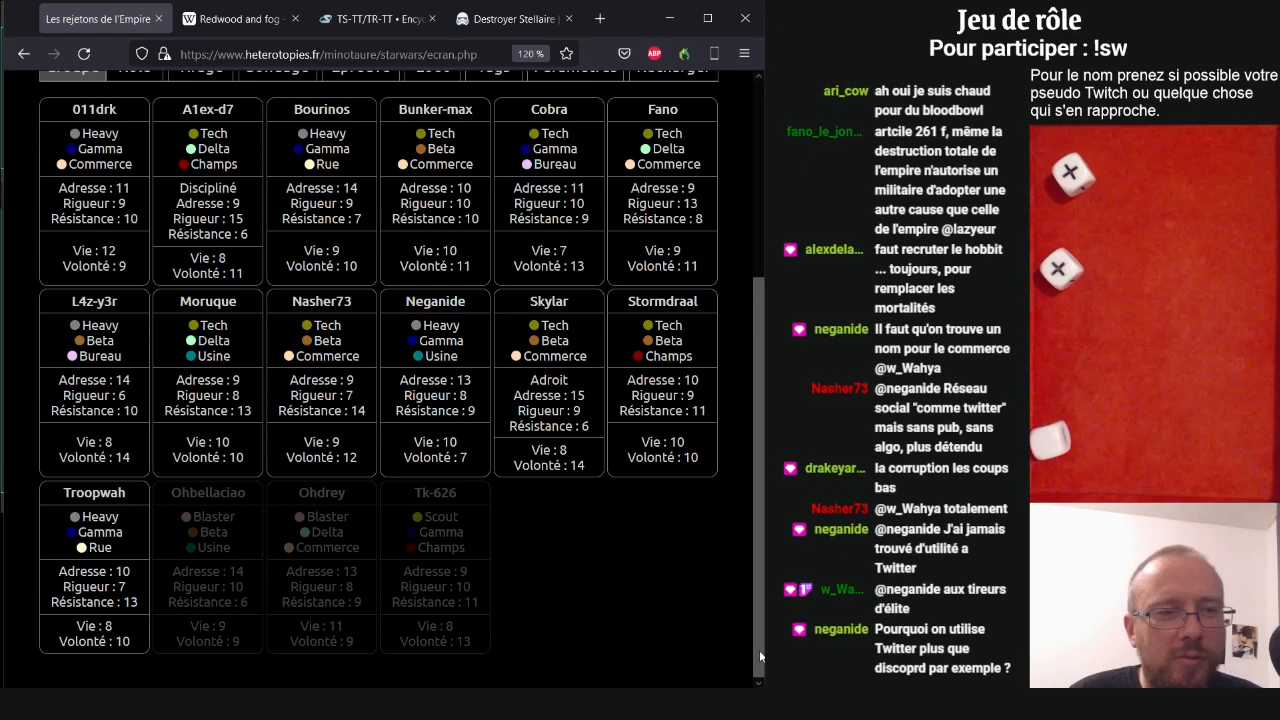 Les rejetons de l'Empire
Redwood and fog -
TS-TT/TR-TT • Ency
Destroyer Stellaire |
https://www.heterotopies.fr/minotaure/starwars/ecran.php
120 %
ABP
011drk
A1ex-d7
Bourinos
Bunker-max
Cobra
Fano
Heavy
Gamma
Commerce
Tech
Delta
Champs
Heavy
Gamma
Rue
Tech
Beta
Commerce
Tech
Gamma
Bureau
Tech
Delta
Commerce
Adresse : 11
Rigueur : 9
Résistance : 10
Discipliné
Adresse : 9
Rigueur : 15
Résistance : 6
Adresse : 14
Rigueur : 9
Résistance : 7
Adresse : 10
Rigueur : 10
Résistance : 10
Adresse : 11
Rigueur : 10
Résistance : 9
Adresse : 9
Rigueur : 13
Résistance : 8
Vie : 12
Volonté : 9
Vie : 8
Volonté : 11
Vie : 9
Volonté : 10
Vie : 10
Volonté : 11
Vie : 7
Volonté : 13
Vie : 9
Volonté : 11
L4z-y3r
Moruque
Nasher73
Neganide
Skylar
Stormdraal
Heavy
Beta
Bureau
Tech
Delta
Usine
Tech
Beta
Commerce
Heavy
Gamma
Usine
Tech
Beta
Commerce
Tech
Beta
Champs
Adresse : 14
Rigueur : 6
Résistance : 10
Adresse : 9
Rigueur : 8
Résistance : 13
Adresse : 9
Rigueur : 7
Résistance : 14
Adresse : 13
Rigueur : 8
Résistance : 9
Adroit
Adresse : 15
Rigueur : 9
Résistance : 6
Adresse : 10
Rigueur : 9
Résistance : 11
Vie : 8
Volonté : 14
Vie : 10
Volonté : 10
Vie : 9
Volonté : 12
Vie : 10
Volonté : 7
Vie : 8
Volonté : 14
Vie : 10
Volonté : 10
Troopwah
Ohbellaciao
Ohdrey
Tk-626
Heavy
Gamma
Rue
Blaster
Beta
Usine
Blaster
Delta
Commerce
Scout
Gamma
Champs
Adresse : 10
Rigueur : 7
Résistance : 13
Adresse : 14
Rigueur : 10
Résistance : 6
Adresse : 13
Rigueur : 8
Résistance : 9
Adresse : 9
Rigueur : 10
Résistance : 11
Vie : 8
Volonté : 10
Vie : 9
Volonté : 9
Vie : 11
Volonté : 9
Vie : 8
Volonté : 13
Jeu de rôle
Pour participer : !sw
ari_cow ah oui je suis chaud
pour du bloodbowl
fano_le_jon... artcile 261 f, même la
destruction totale de
l'empire n'autorise un
militaire d'adopter une
autre cause que celle
de l'empire @lazyeur
alexdela... faut recruter le hobbit
... toujours, pour
remplacer les
mortalités
neganide Il faut qu'on trouve un
nom pour le commerce
@w_Wahya
Nasher73 @neganide Réseau
social "comme twitter"
mais sans pub, sans
algo, plus détendu
drakeyar... la corruption les coups
bas
Nasher73 @w_Wahya totalement
neganide @neganide J'ai jamais
trouvé d'utilité a
Twitter
w_Wa... @neganide aux tireurs
d'élite
neganide Pourquoi on utilise
Twitter plus que
discoprd par exemple ?
Pour le nom prenez si possible votre
pseudo Twitch ou quelque chose
qui s'en rapproche.